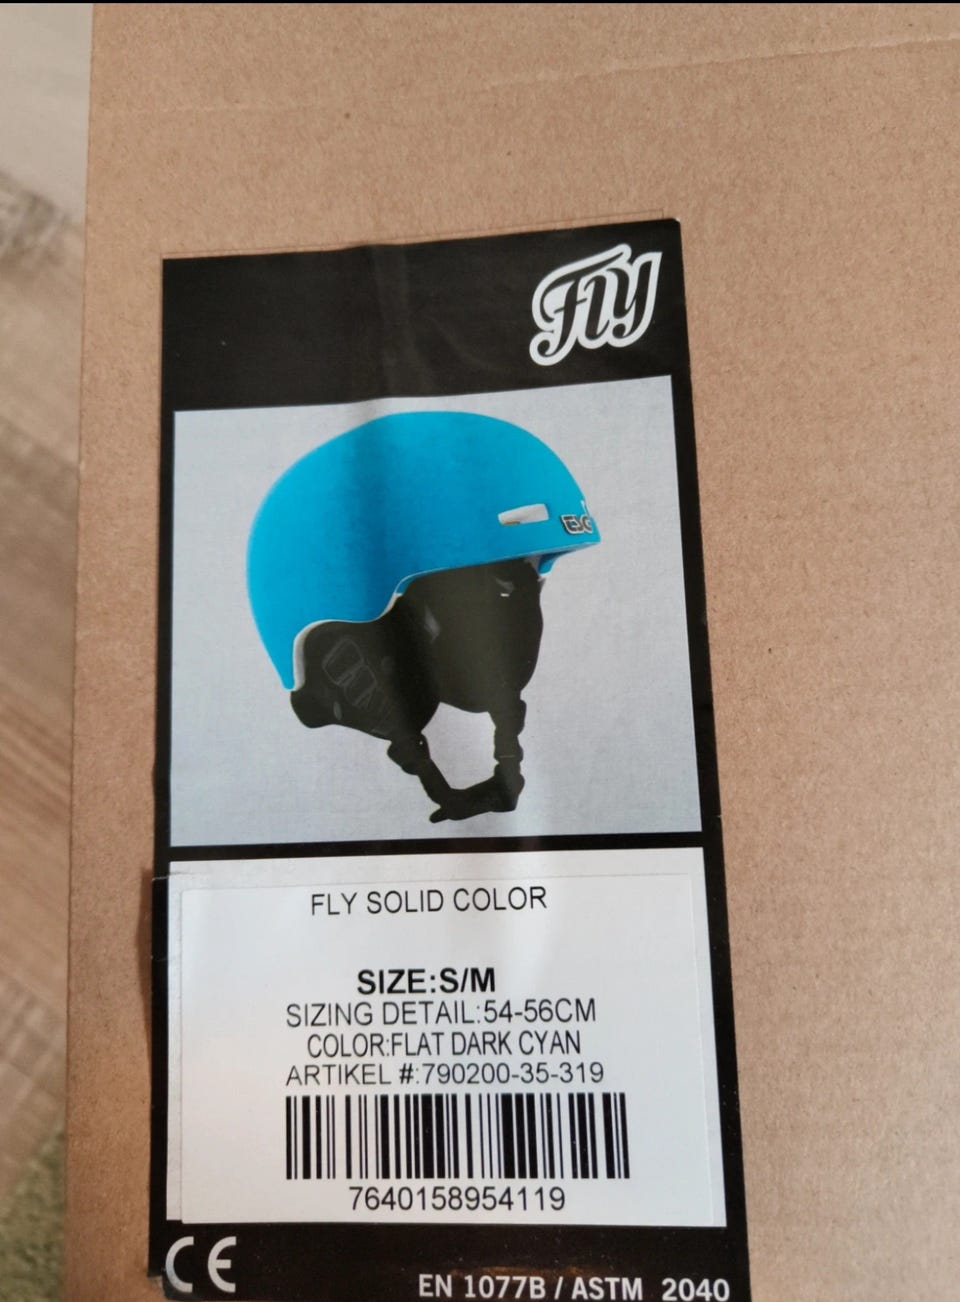 Fly
TSG
FLY SOLID COLOR
SIZE:S/M
SIZING DETAIL:54-56CM
COLOR:FLAT DARK CYAN
ARTIKEL #:790200-35-319
7640158954119
CE
EN 1077B / ASTM 2040